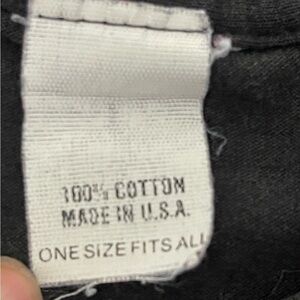 100% COTTON
MADE IN U.S.A.
ONE SIZE FITS ALL